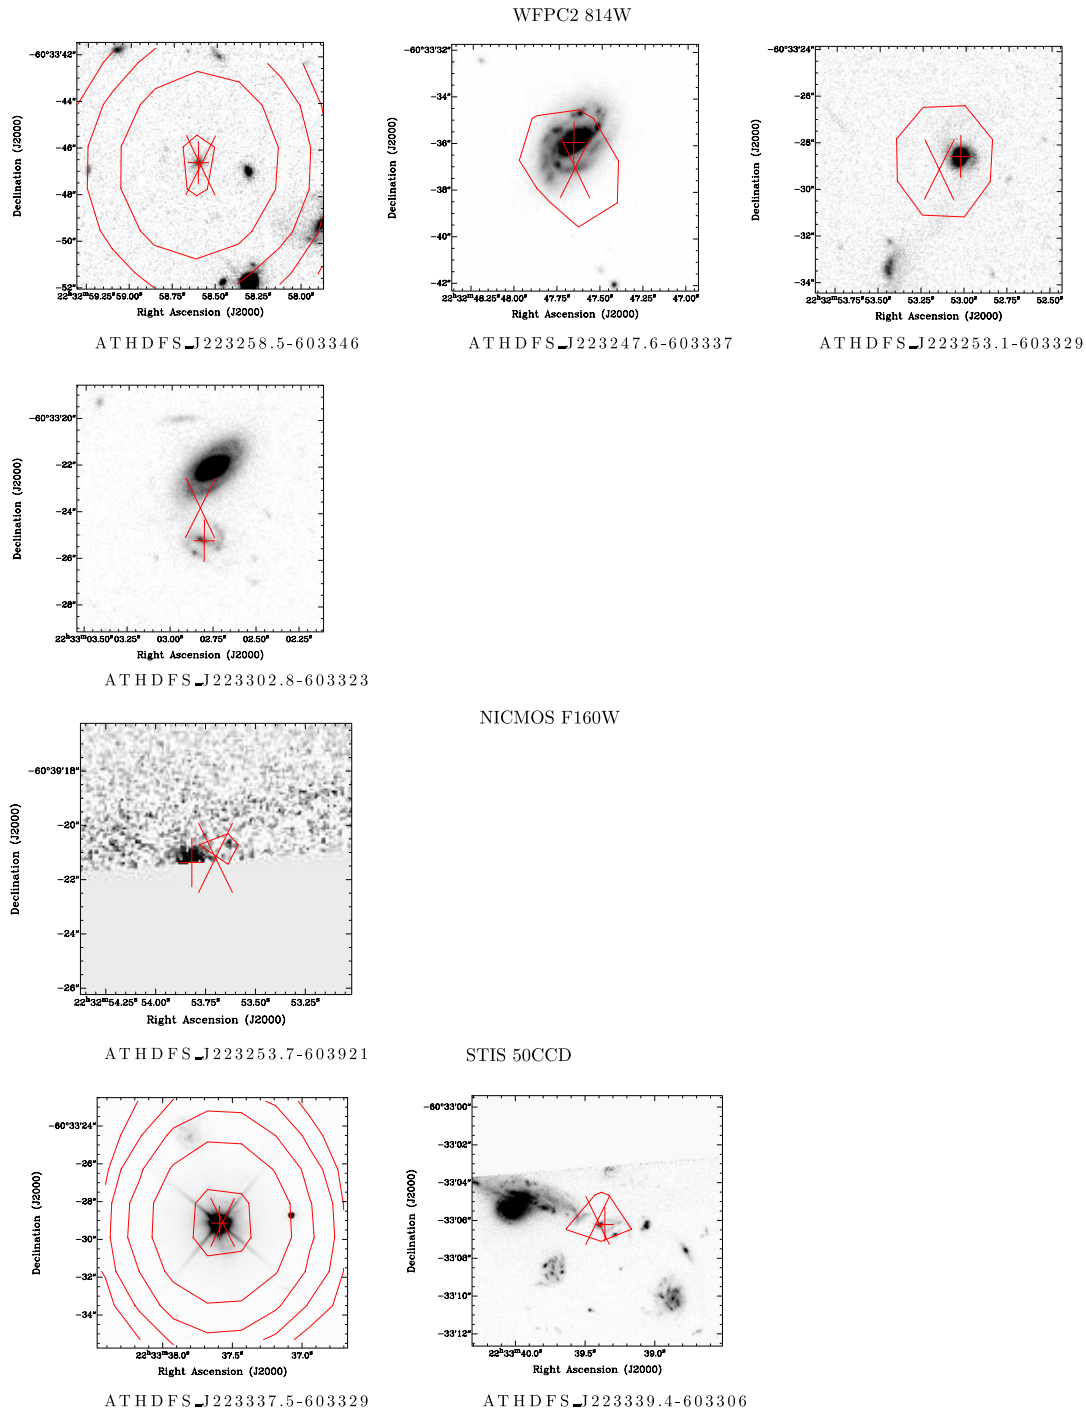 WFPC2 814W
−60°33'42"
−44"
−46"
−48"
−50"
−52"
22ʰ32ᵐ59.25ˢ 59.00ˢ 58.75ˢ 58.50ˢ 58.25ˢ 58.00ˢ
Declination (J2000)
Right Ascension (J2000)
ATHDFS_J223258.5-603346
−60°33'32"
−34"
−36"
−38"
−40"
−42"
22ʰ32ᵐ48.25ˢ 48.00ˢ 47.75ˢ 47.50ˢ 47.25ˢ 47.00ˢ
Declination (J2000)
Right Ascension (J2000)
ATHDFS_J223247.6-603337
−60°33'24"
−26"
−28"
−30"
−32"
−34"
22ʰ32ᵐ53.75ˢ 53.50ˢ 53.25ˢ 53.00ˢ 52.75ˢ 52.50ˢ
Declination (J2000)
Right Ascension (J2000)
ATHDFS_J223253.1-603329
−60°33'20"
−22"
−24"
−26"
−28"
22ʰ33ᵐ03.50ˢ 03.25ˢ 03.00ˢ 02.75ˢ 02.50ˢ 02.25ˢ
Declination (J2000)
Right Ascension (J2000)
ATHDFS_J223302.8-603323
NICMOS F160W
−60°39'18"
−20"
−22"
−24"
−26"
22ʰ32ᵐ54.25ˢ 54.00ˢ 53.75ˢ 53.50ˢ 53.25ˢ
Declination (J2000)
Right Ascension (J2000)
ATHDFS_J223253.7-603921
STIS 50CCD
−60°33'24"
−26"
−28"
−30"
−32"
−34"
22ʰ33ᵐ38.0ˢ 37.5ˢ 37.0ˢ
Declination (J2000)
Right Ascension (J2000)
ATHDFS_J223337.5-603329
−60°33'00"
−33'02"
−33'04"
−33'06"
−33'08"
−33'10"
−33'12"
22ʰ33ᵐ40.0ˢ 39.5ˢ 39.0ˢ
Declination (J2000)
Right Ascension (J2000)
ATHDFS_J223339.4-603306